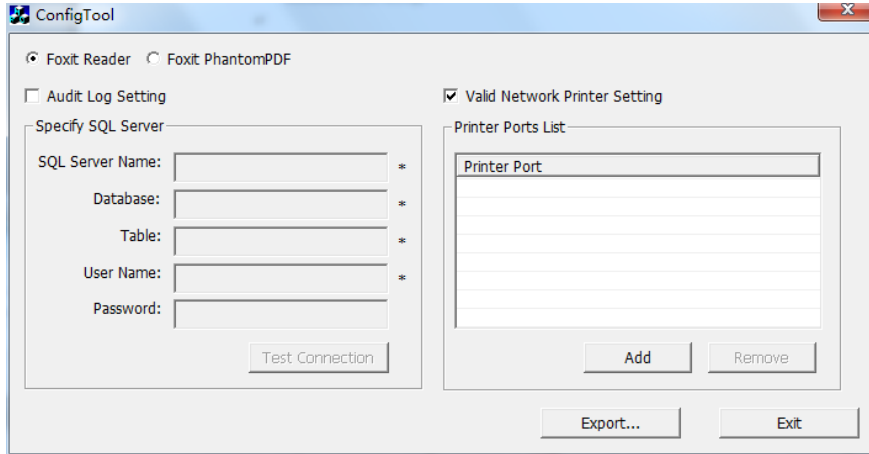 ConfigTool
Foxit Reader Foxit PhantomPDF
Audit Log Setting
Specify SQL Server
SQL Server Name: *
Database: *
Table: *
User Name: *
Password:
Test Connection
Valid Network Printer Setting
Printer Ports List
Printer Port
Add Remove
Export... Exit